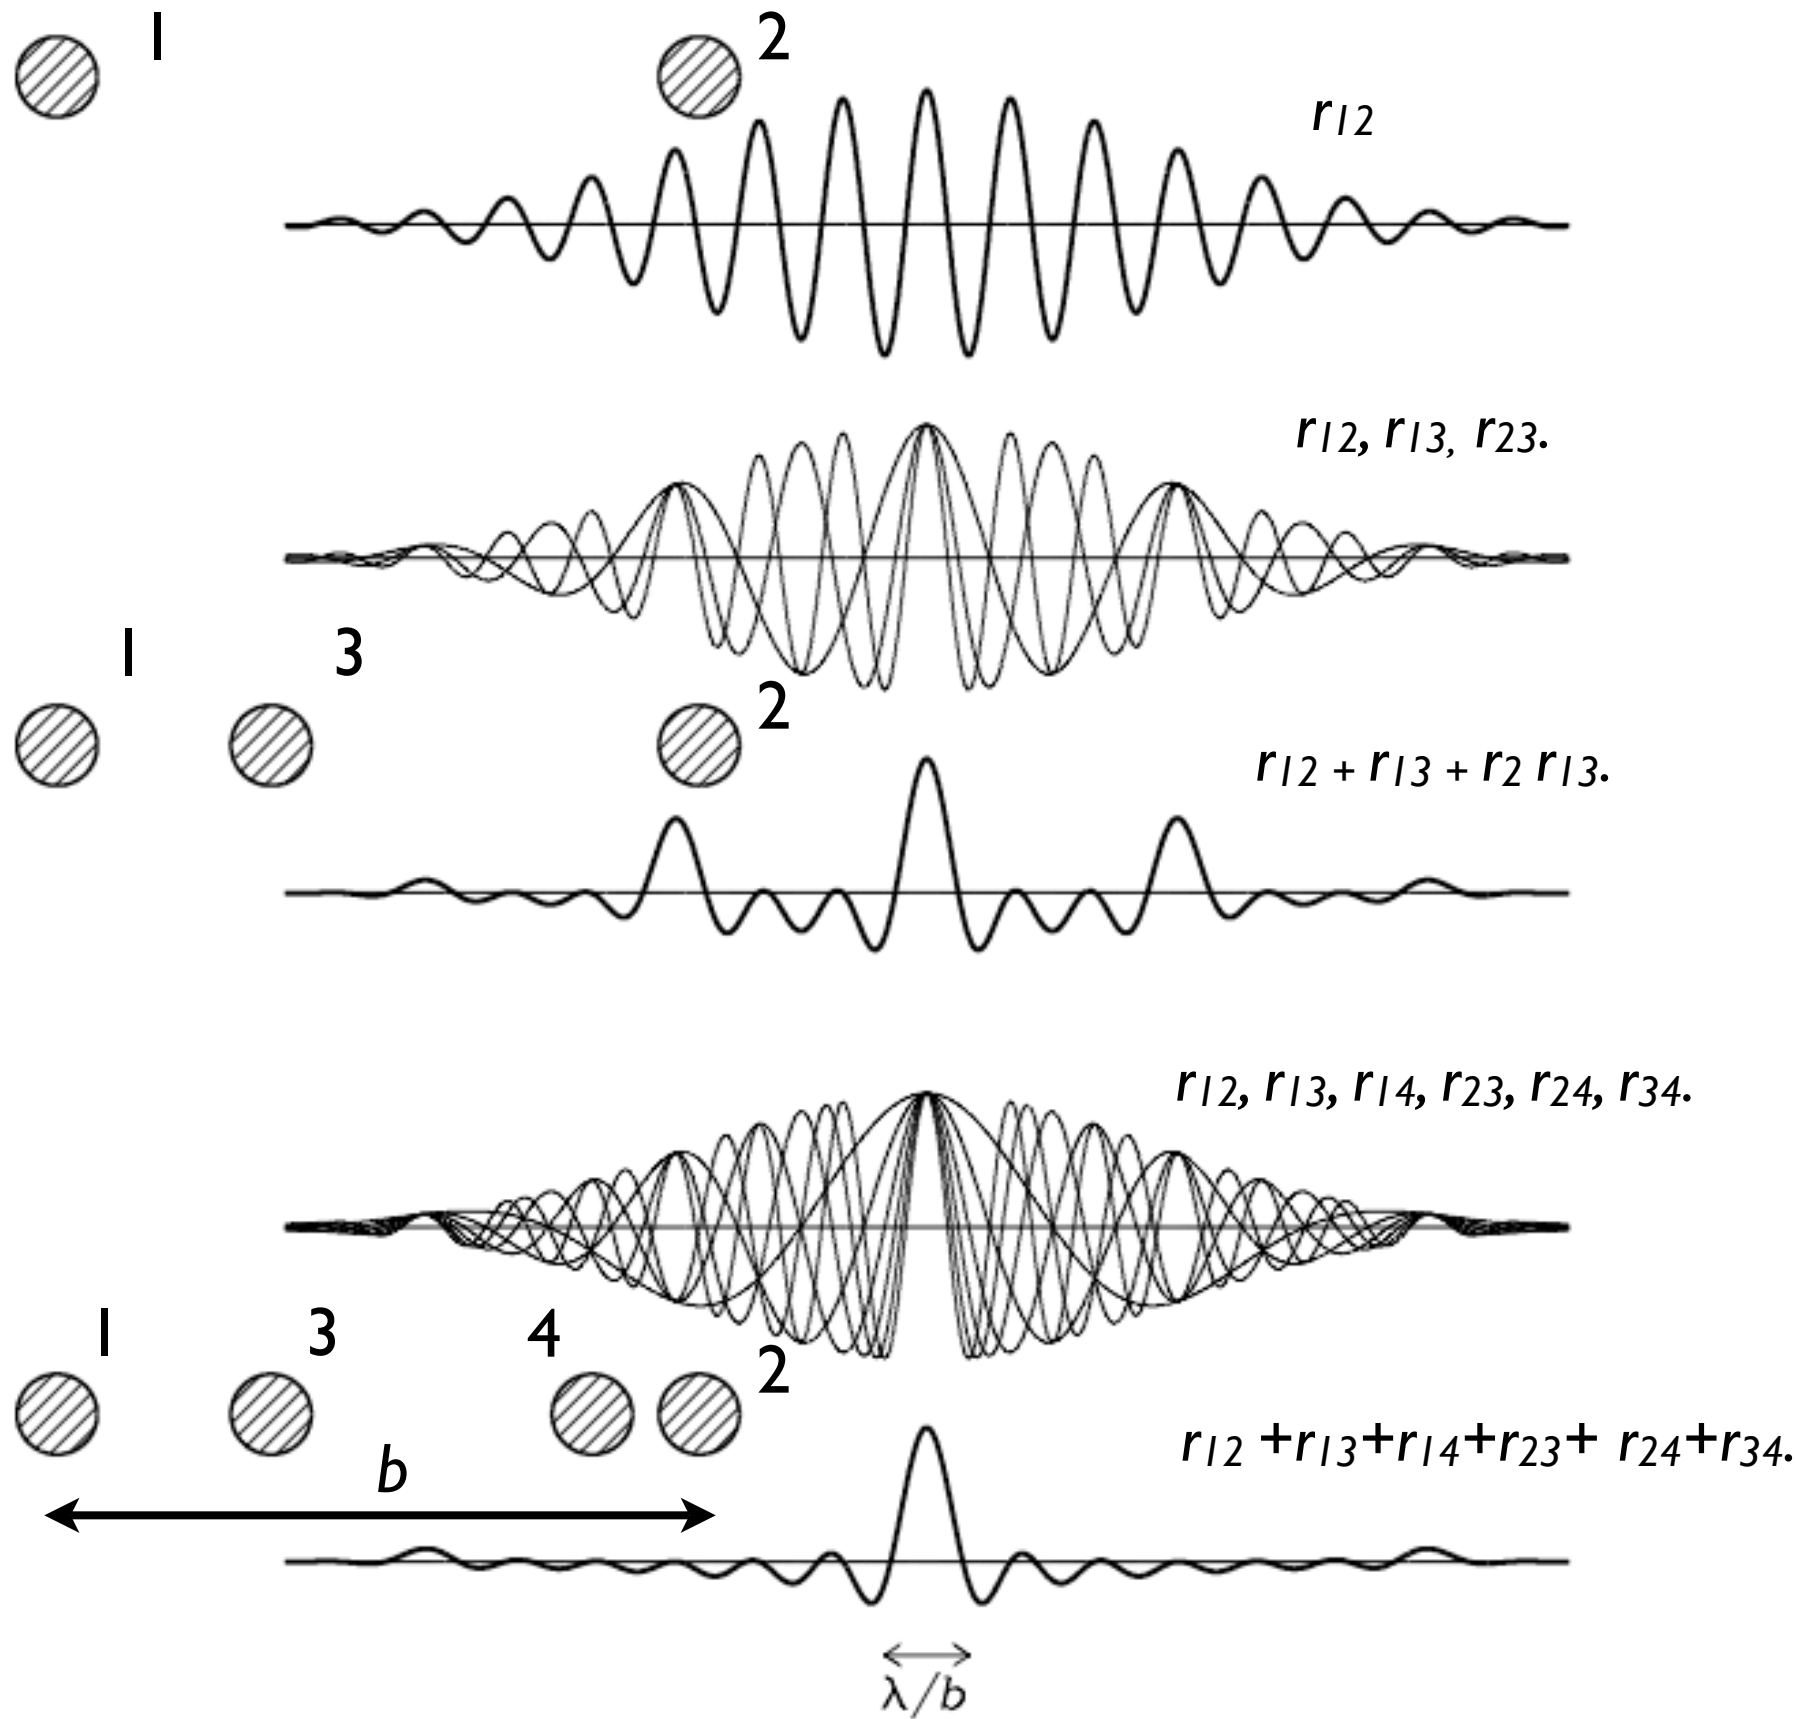 1 2
r12
r12, r13, r23.
1 3
2
r12 + r13 + r2 r13.
r12, r13, r14, r23, r24, r34.
1 3 4
2
r12 +r13+r14+r23+ r24+r34.
b
λ/b